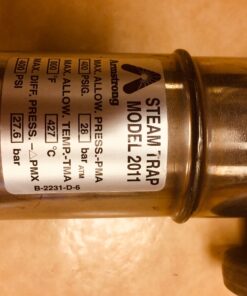 Armstrong
STEAM TRAP
MODEL 2011
MAX. ALLOW. PRESS.-PMA
400 PSIG. 28 bar ATM
MAX. ALLOW. TEMP.-TMA
800 °F 427 °C
MAX. DIFF. PRESS. - △PMX
400 PSI 27.6 bar
B-2231-D-6